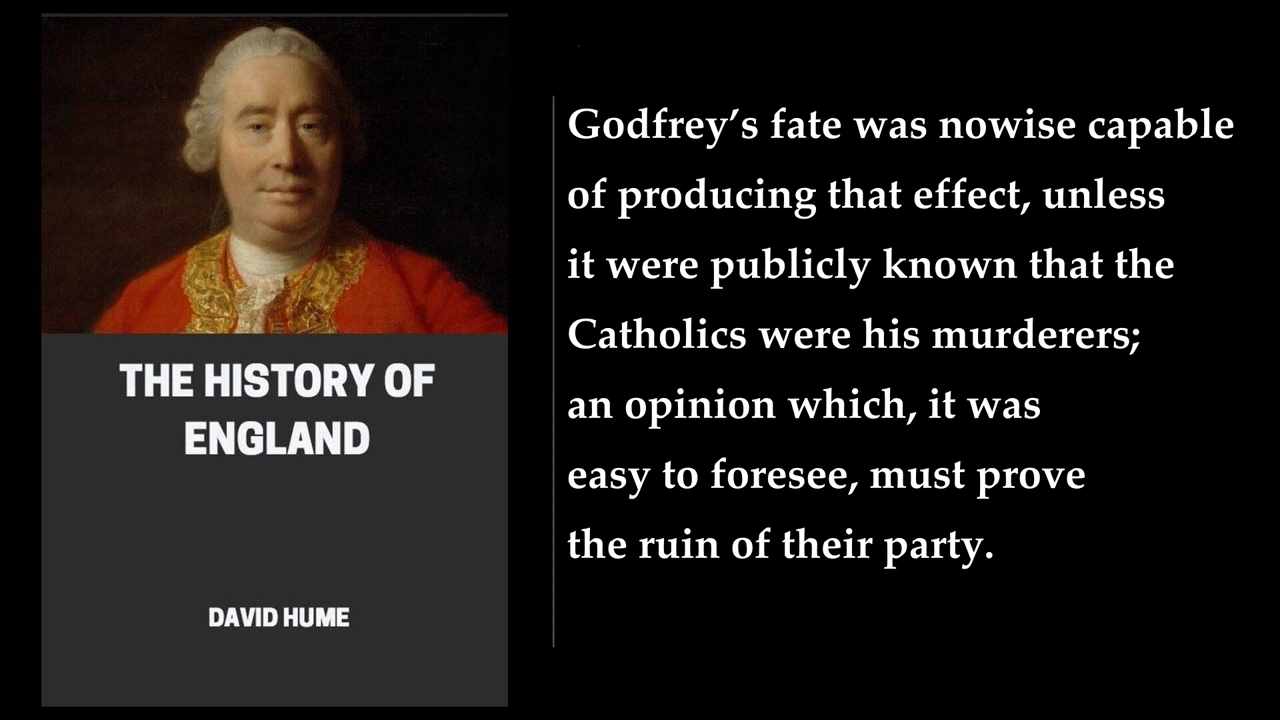 THE HISTORY OF
ENGLAND
DAVID HUME
Godfrey’s fate was nowise capable
of producing that effect, unless
it were publicly known that the
Catholics were his murderers;
an opinion which, it was
easy to foresee, must prove
the ruin of their party.